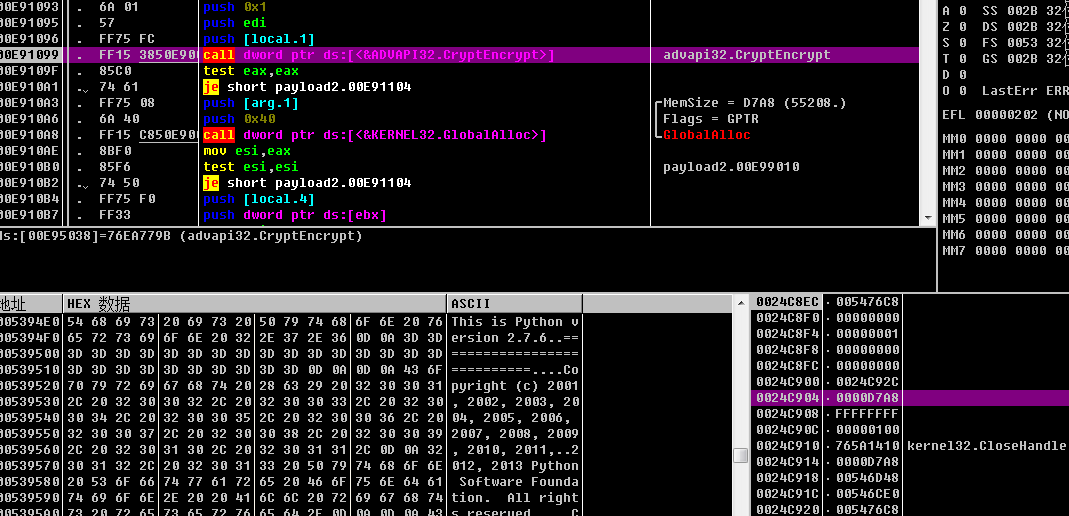 00E91093 . 6A 01 push 0x1
00E91095 . 57 push edi
00E91096 . FF75 FC push [local.1]
00E91099 . FF15 3850E90 call dword ptr ds:[<&ADVAPI32.CryptEncrypt>] advapi32.CryptEncrypt
00E9109F . 85C0 test eax,eax
00E910A1 . 74 61 je short payload2.00E91104
00E910A3 . FF75 08 push [arg.1] MemSize = D7A8 (55208.)
00E910A6 . 6A 40 push 0x40 Flags = GPTR
00E910A8 . FF15 C850E90 call dword ptr ds:[<&KERNEL32.GlobalAlloc>] GlobalAlloc
00E910AE . 8BF0 mov esi,eax
00E910B0 . 85F6 test esi,esi payload2.00E99010
00E910B2 . 74 50 je short payload2.00E91104
00E910B4 . FF75 F0 push [local.4]
00E910B7 . FF33 push dword ptr ds:[ebx]
A 0 SS 002B 32
Z 0 DS 002B 32
S 0 FS 0053 32
T 0 GS 002B 32
D 0
O 0 LastErr ERR
EFL 00000202 (NO
MM0 0000 0000 00
MM1 0000 0000 00
MM2 0000 0000 00
MM3 0000 0000 00
MM4 0000 0000 00
MM5 0000 0000 00
MM6 0000 0000 00
MM7 0000 0000 00
ds:[00E95038]=76EA779B (advapi32.CryptEncrypt)
地址 HEX 数据 ASCII
005394E0 54 68 69 73 20 69 73 20 50 79 74 68 6F 6E 20 76 This is Python v
005394F0 65 72 73 69 6F 6E 20 32 2E 37 2E 36 0D 0A 3D 3D ersion 2.7.6..==
00539500 3D 3D 3D 3D 3D 3D 3D 3D 3D 3D 3D 3D 3D 3D 3D 3D ================
00539510 3D 3D 3D 3D 3D 3D 3D 3D 3D 3D 0D 0A 0D 0A 43 6F ==========....Co
00539520 70 79 72 69 67 68 74 20 28 63 29 20 32 30 30 31 pyright (c) 2001
00539530 2C 20 32 30 30 32 2C 20 32 30 30 33 2C 20 32 30 , 2002, 2003, 20
00539540 30 34 2C 20 32 30 30 35 2C 20 32 30 30 36 2C 20 04, 2005, 2006,
00539550 32 30 30 37 2C 20 32 30 30 38 2C 20 32 30 30 39 2007, 2008, 2009
00539560 2C 20 32 30 31 30 2C 20 32 30 31 31 2C 0D 0A 32 , 2010, 2011,..2
00539570 30 31 32 2C 20 32 30 31 33 20 50 79 74 68 6F 6E 012, 2013 Python
00539580 20 53 6F 66 74 77 61 72 65 20 46 6F 75 6E 64 61 Software Founda
00539590 74 69 6F 6E 2E 20 20 41 6C 6C 20 72 69 67 68 74 tion. All right
005395A0 73 20 72 65 73 65 72 76 65 64 2E 0D 0A 0D 0A 43 s reserved.....C
0024C8EC 005476C8
0024C8F0 00000000
0024C8F4 00000001
0024C8F8 00000000
0024C8FC 00000000
0024C900 0024C92C
0024C904 0000D7A8
0024C908 FFFFFFFF
0024C90C 00000100
0024C910 765A1410 kernel32.CloseHandle
0024C914 0000D7A8
0024C918 00546D48
0024C91C 00546CE0
0024C920 005476C8